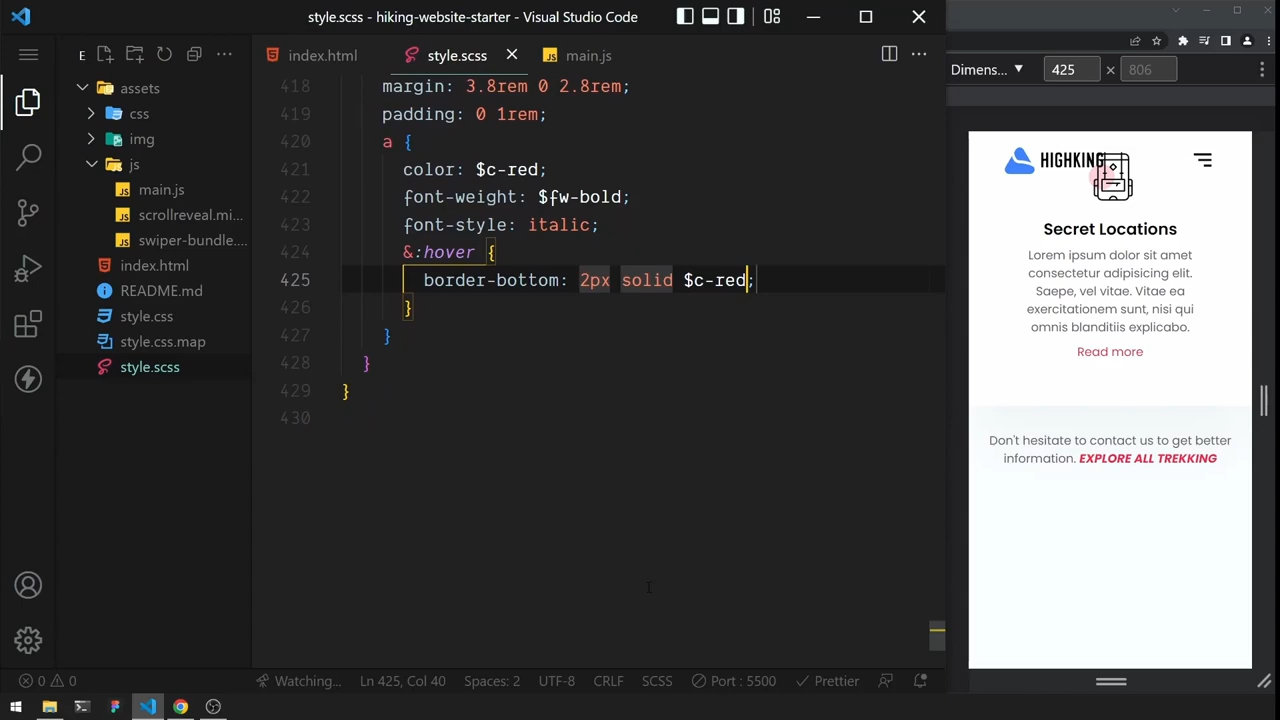 style.scss - hiking-website-starter - Visual Studio Code
E
assets
css
img
js
main.js
scrollreveal.mi...
swiper-bundle....
index.html
README.md
style.css
style.css.map
style.scss
index.html
style.scss
main.js
418 margin: 3.8rem 0 2.8rem;
419 padding: 0 1rem;
420 a {
421 color: $c-red;
422 font-weight: $fw-bold;
423 font-style: italic;
424 &:hover {
425 border-bottom: 2px solid $c-red;
426 }
427 }
428 }
429 }
430
0 0
Watching...
Ln 425, Col 40
Spaces: 2
UTF-8
CRLF
SCSS
Port : 5500
Prettier
Dimens...
425 × 806
HIGHKING
Secret Locations
Lorem ipsum dolor sit amet
consectetur adipisicing elit.
Saepe, vel vitae. Vitae ea
exercitationem sunt, nisi qui
omnis blanditiis explicabo.
Read more
Don't hesitate to contact us to get better
information. EXPLORE ALL TREKKING